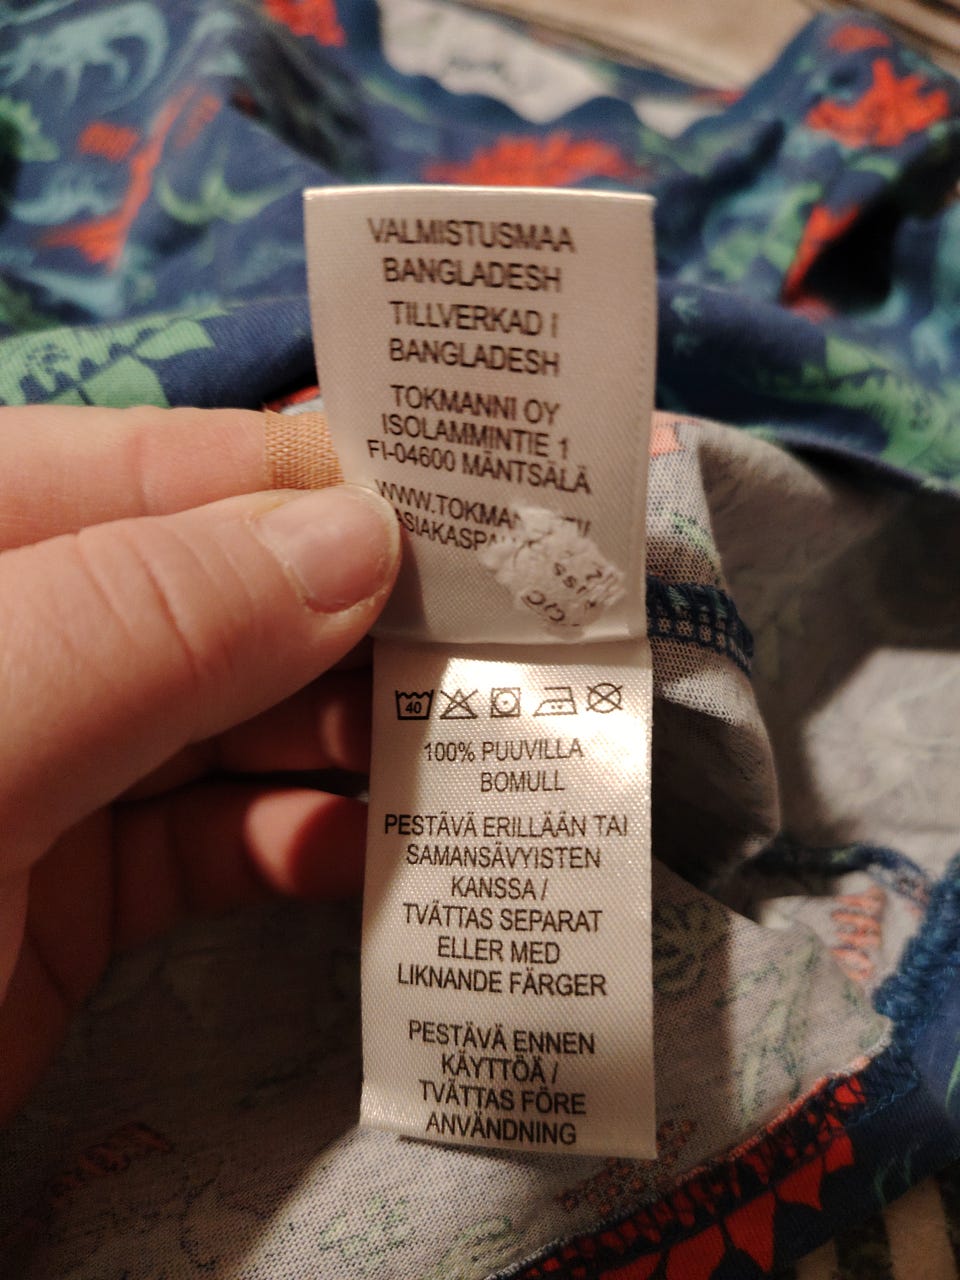 VALMISTUSMAA
BANGLADESH
TILLVERKAD I
BANGLADESH
TOKMANNI OY
ISOLAMMINTIE 1
FI-04600 MÄNTSÄLÄ
40
100% PUUVILLA
BOMULL
PESTÄVÄ ERILLÄÄN TAI
SAMANSÄVYISTEN
KANSSA /
TVÄTTAS SEPARAT
ELLER MED
LIKNANDE FÄRGER
PESTÄVÄ ENNEN
KÄYTTÖÄ /
TVÄTTAS FÖRE
ANVÄNDNING